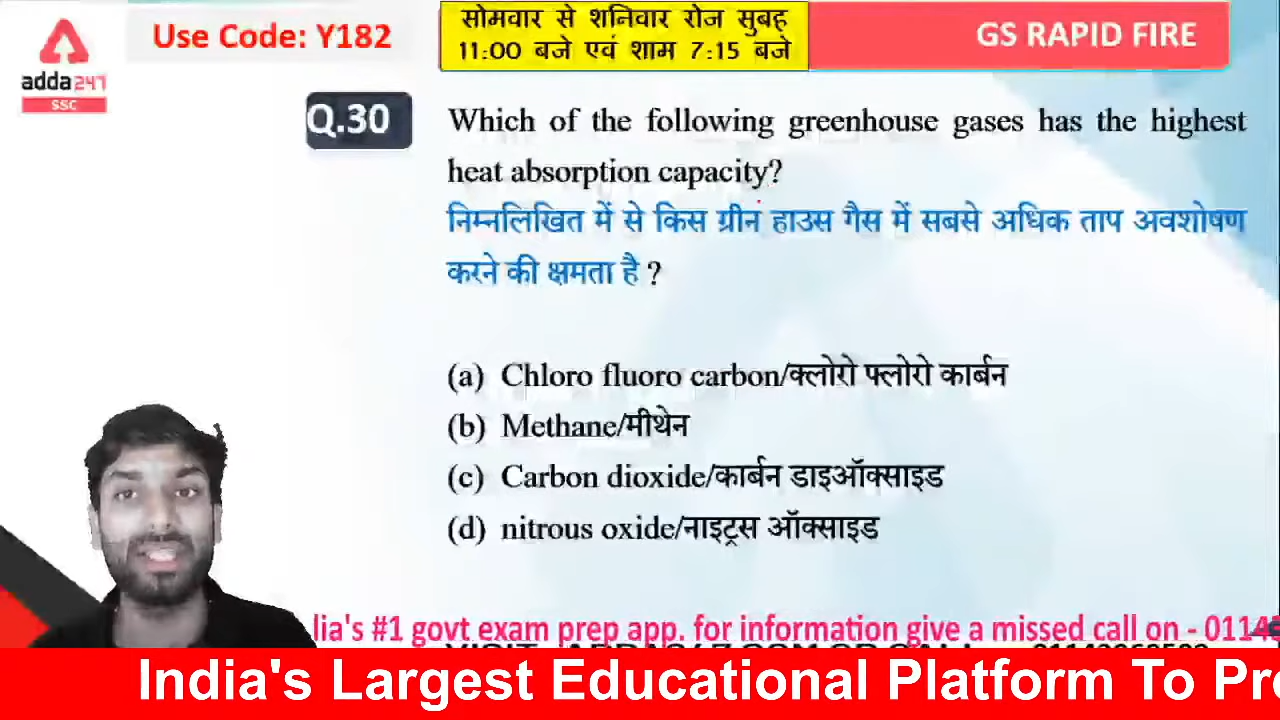 Use Code: Y182
सोमवार से शनिवार रोज सुबह
11:00 बजे एवं शाम 7:15 बजे
GS RAPID FIRE
adda247
SSC
Q.30
Which of the following greenhouse gases has the highest
heat absorption capacity?
निम्नलिखित में से किस ग्रीन हाउस गैस में सबसे अधिक ताप अवशोषण
करने की क्षमता है ?
(a) Chloro fluoro carbon/क्लोरो फ्लोरो कार्बन
(b) Methane/मीथेन
(c) Carbon dioxide/कार्बन डाइऑक्साइड
(d) nitrous oxide/नाइट्रस ऑक्साइड
lia's #1 govt exam prep app. for information give a missed call on - 0114
India's Largest Educational Platform To Pre